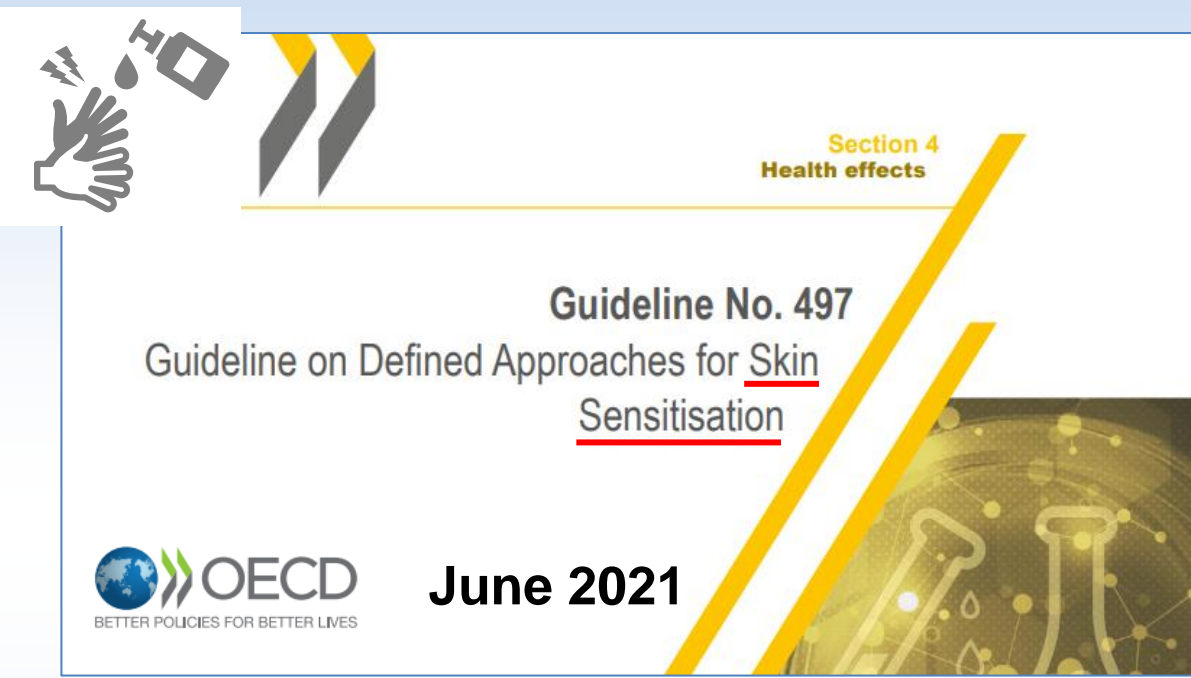 Section 4
Health effects
Guideline No. 497
Guideline on Defined Approaches for Skin
Sensitisation
OECD
BETTER POLICIES FOR BETTER LIVES
June 2021